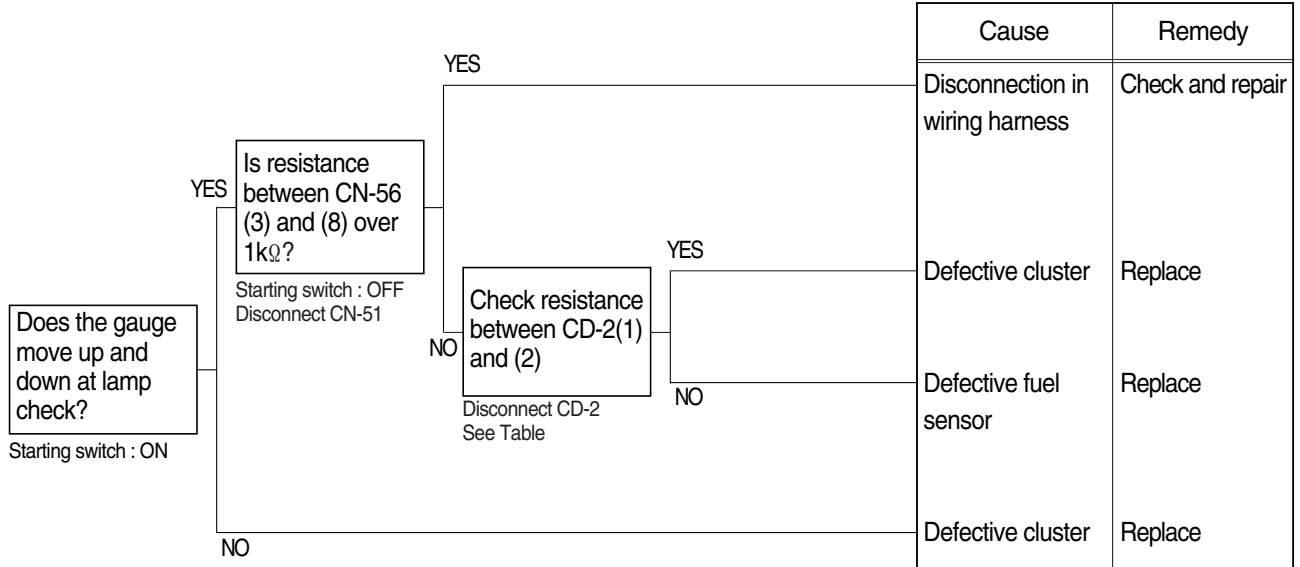 Cause
Remedy
YES
Disconnection in
wiring harness
Check and repair
YES
Is resistance
between CN-56
(3) and (8) over
1kΩ?
Starting switch : OFF
Disconnect CN-51
YES
Defective cluster
Replace
NO
Check resistance
between CD-2(1)
and (2)
Disconnect CD-2
See Table
Does the gauge
move up and
down at lamp
check?
Starting switch : ON
NO
Defective fuel
sensor
Replace
NO
Defective cluster
Replace